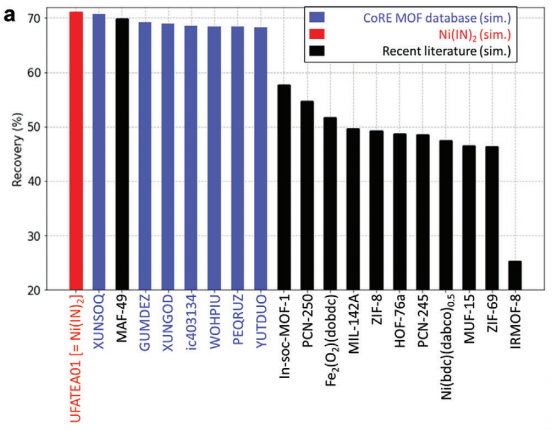 a
CoRE MOF database (sim.)
Ni(IN)₂ (sim.)
Recent literature (sim.)
Recovery (%)
70
60
50
40
30
20
UFATEA01 [= Ni(IN)₂]
XUNSOQ
MAF-49
GUMDEZ
XUNGOD
ic403134
WOHPIU
PEQRUZ
YUTDUO
In-soc-MOF-1
PCN-250
Fe₂(O₂)(dobdc)
MIL-142A
ZIF-8
HOF-76a
PCN-245
Ni(bdc)(dabco)₀.₅
MUF-15
ZIF-69
IRMOF-8